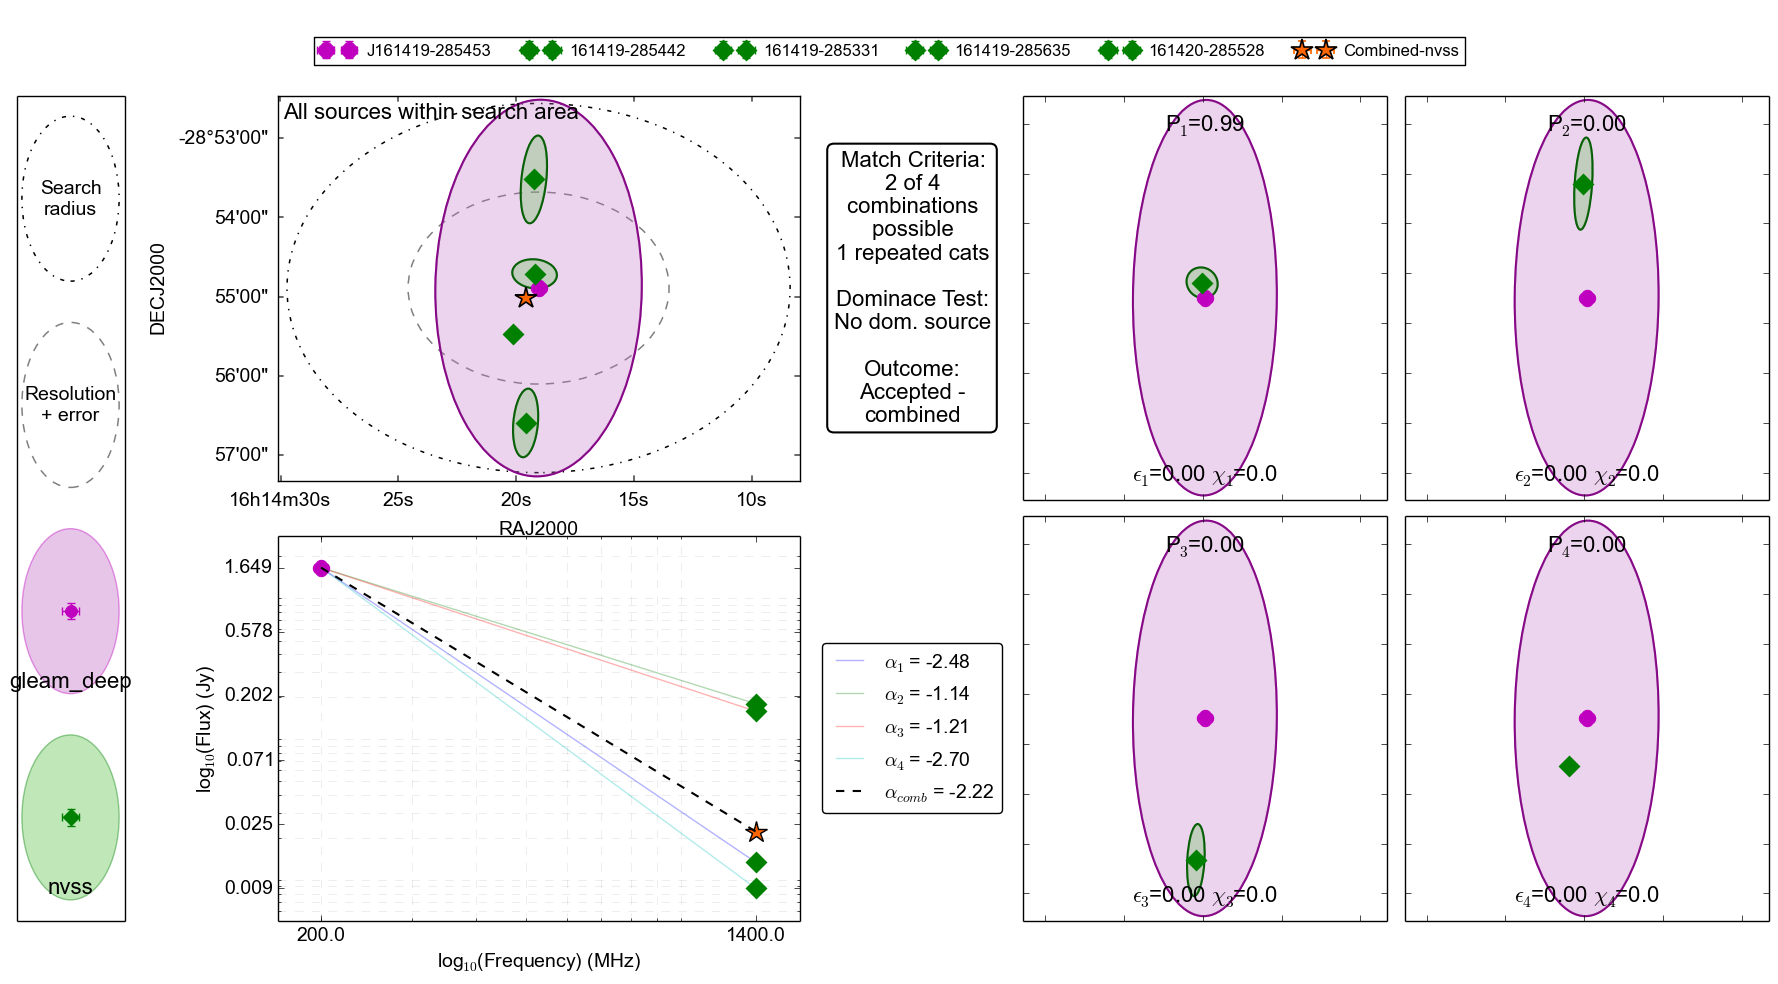 J161419-285453 161419-285442 161419-285331 161419-285635 161420-285528 Combined-nvss
Search
radius
Resolution
+ error
gleam_deep
nvss
All sources within search area
DECJ2000
-28°53'00"
54'00"
55'00"
56'00"
57'00"
16h14m30s 25s 20s 15s 10s
RAJ2000
Match Criteria:
2 of 4
combinations
possible
1 repeated cats
Dominace Test:
No dom. source
Outcome:
Accepted -
combined
P1=0.99
ϵ1=0.00 χ1=0.0
P2=0.00
ϵ2=0.00 χ2=0.0
log10(Flux) (Jy)
1.649
0.578
0.202
0.071
0.025
0.009
200.0 1400.0
log10(Frequency) (MHz)
α1 = -2.48
α2 = -1.14
α3 = -1.21
α4 = -2.70
αcomb = -2.22
P3=0.00
ϵ3=0.00 χ3=0.0
P4=0.00
ϵ4=0.00 χ4=0.0